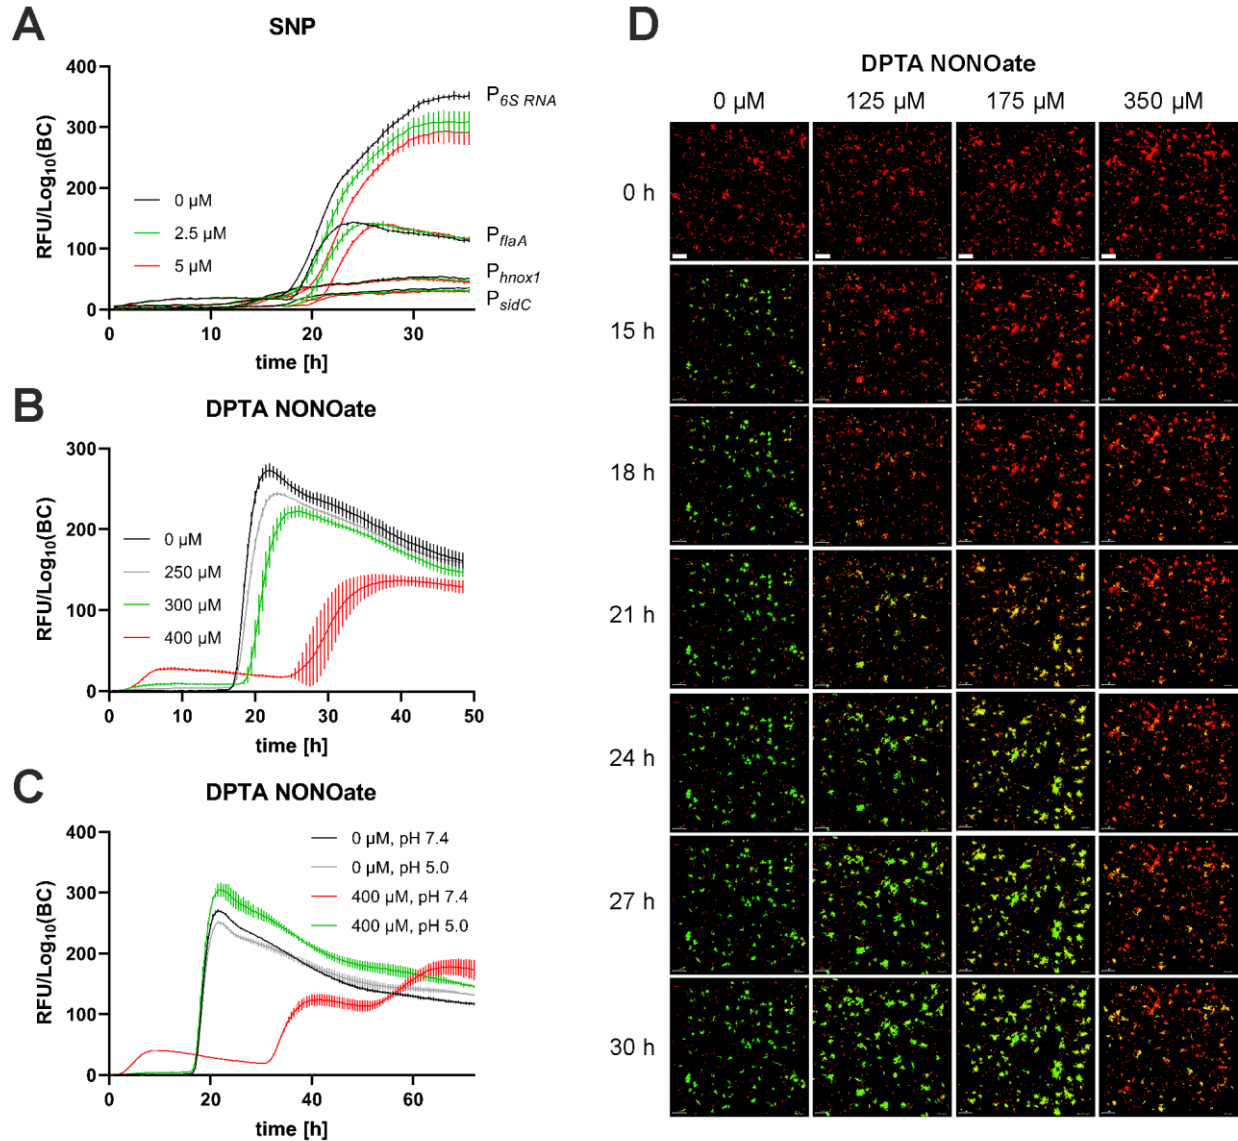 A
SNP
RFU/Log10(BC)
400
300
200
100
0
0 µM
2.5 µM
5 µM
P6S RNA
PflaA
Phnox1
PsidC
0
10
20
30
time [h]
B
DPTA NONOate
RFU/Log10(BC)
300
200
100
0
0 µM
250 µM
300 µM
400 µM
0
10
20
30
40
50
time [h]
C
DPTA NONOate
RFU/Log10(BC)
400
300
200
100
0
0 µM, pH 7.4
0 µM, pH 5.0
400 µM, pH 7.4
400 µM, pH 5.0
0
20
40
60
time [h]
D
DPTA NONOate
0 µM
125 µM
175 µM
350 µM
0 h
15 h
18 h
21 h
24 h
27 h
30 h